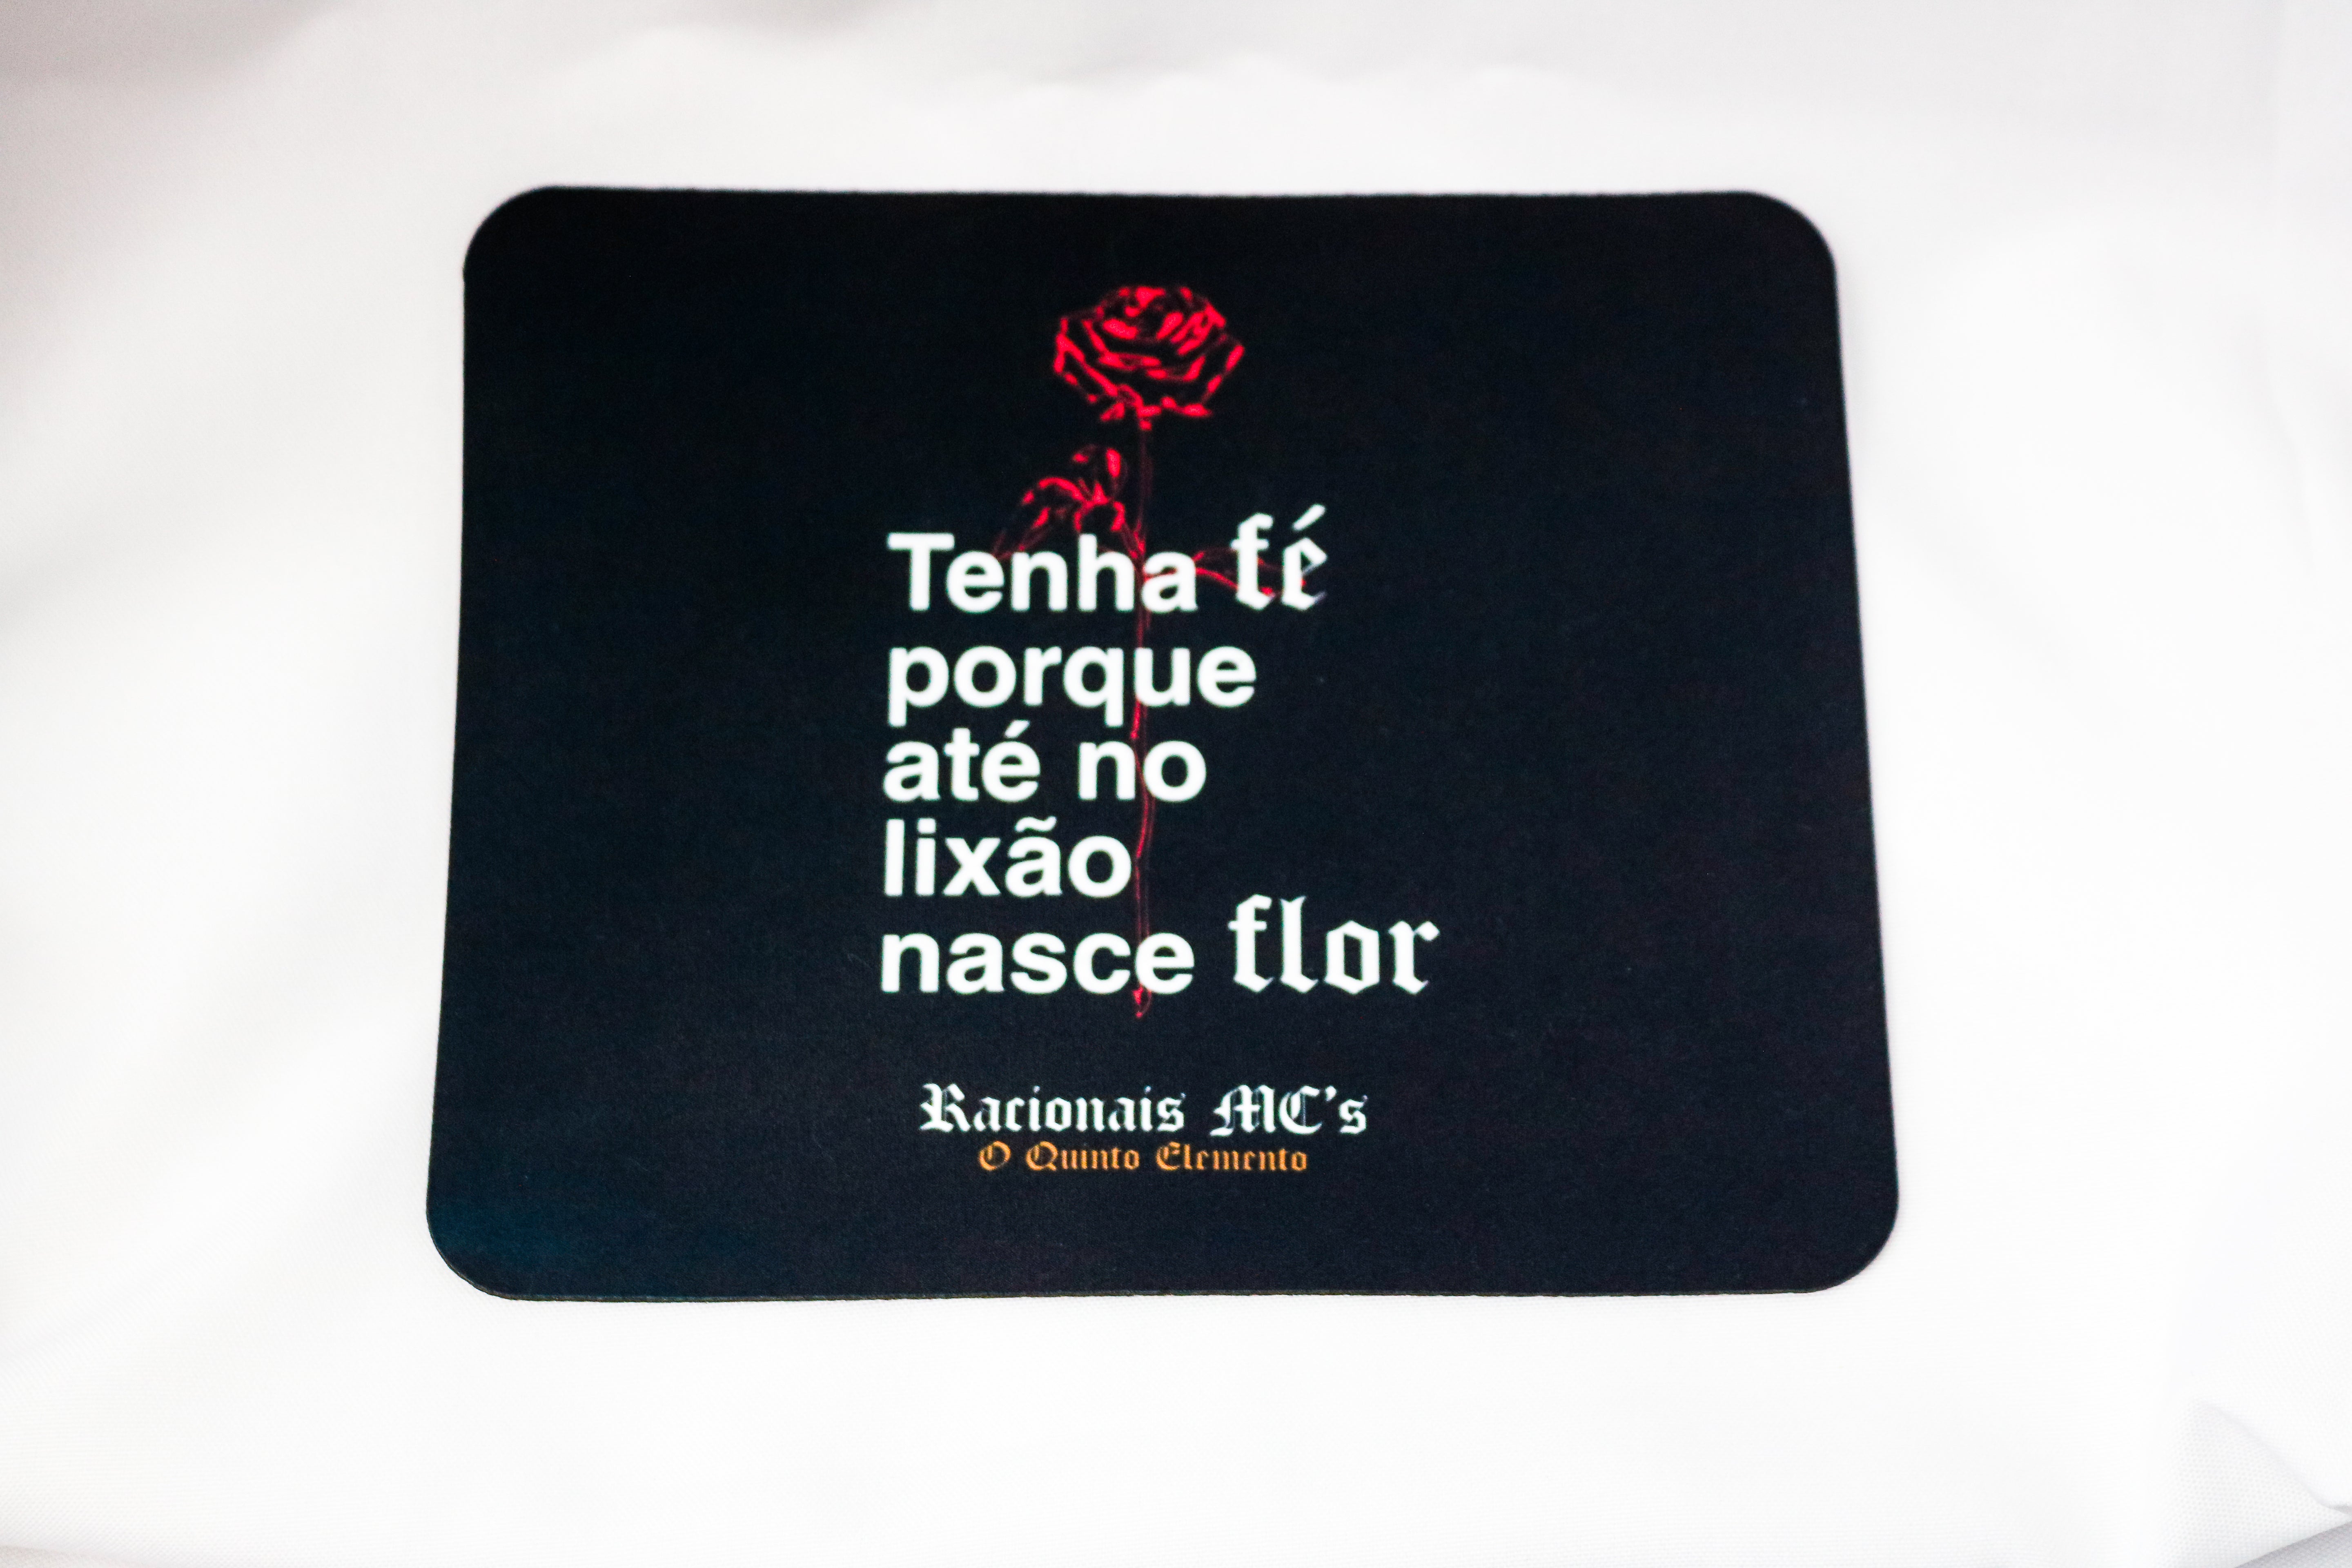 Tenha fé
porque
até no
lixão
nasce flor
Racionais MC's
O Quinto Elemento